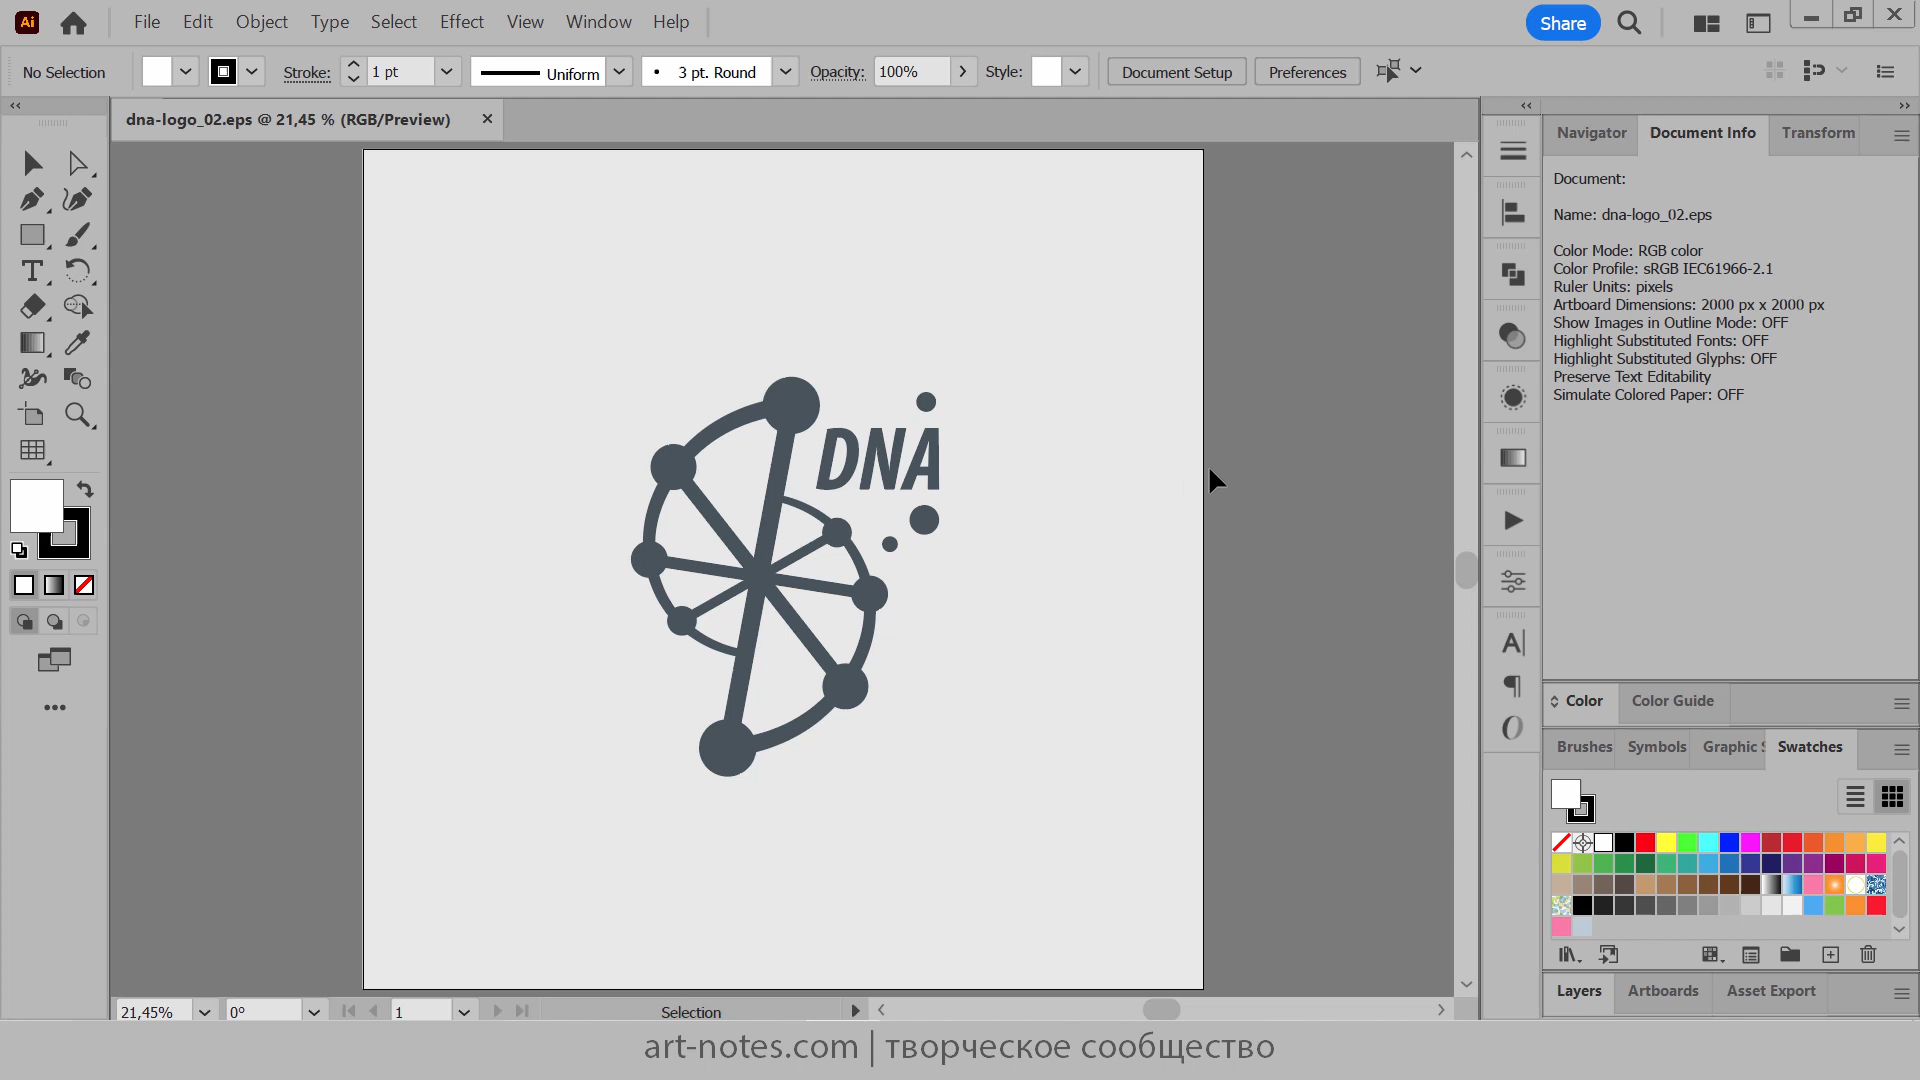 Ai
File Edit Object Type Select Effect View Window Help
Share
No Selection
Stroke: 1 pt
Uniform
3 pt. Round
Opacity: 100%
Style:
Document Setup
Preferences
dna-logo_02.eps @ 21,45 % (RGB/Preview)
Navigator Document Info Transform
Document:
Name: dna-logo_02.eps
Color Mode: RGB color
Color Profile: sRGB IEC61966-2.1
Ruler Units: pixels
Artboard Dimensions: 2000 px x 2000 px
Show Images in Outline Mode: OFF
Highlight Substituted Fonts: OFF
Highlight Substituted Glyphs: OFF
Preserve Text Editability
Simulate Colored Paper: OFF
DNA
Color Color Guide
Brushes Symbols Graphic S Swatches
Layers Artboards Asset Export
21,45% 0° 1 Selection
art-notes.com | творческое сообщество